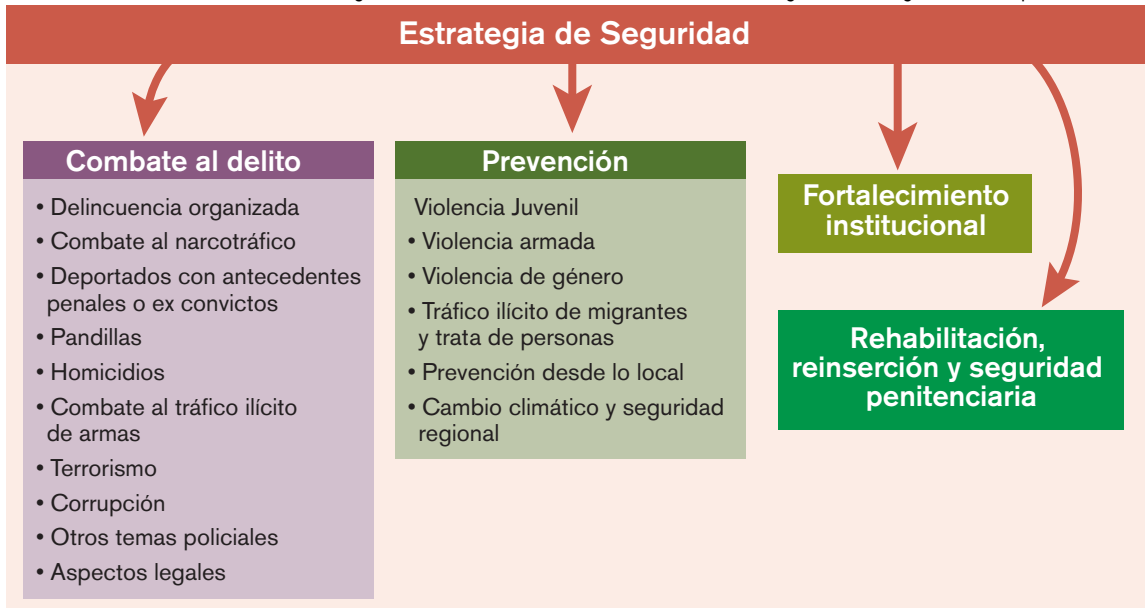 Estrategia de Seguridad
Combate al delito
• Delincuencia organizada
• Combate al narcotráfico
• Deportados con antecedentes
penales o ex convictos
• Pandillas
• Homicidios
• Combate al tráfico ilícito
de armas
• Terrorismo
• Corrupción
• Otros temas policiales
• Aspectos legales
Prevención
Violencia Juvenil
• Violencia armada
• Violencia de género
• Tráfico ilícito de migrantes
y trata de personas
• Prevención desde lo local
• Cambio climático y seguridad
regional
Fortalecimiento
institucional
Rehabilitación,
reinserción y seguridad
penitenciaria